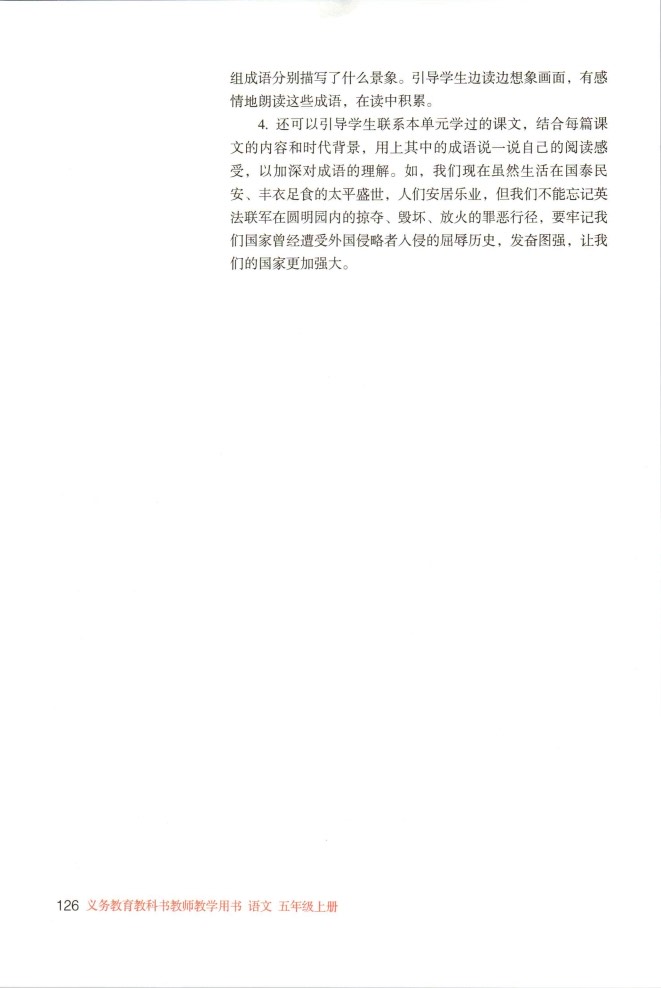 组成语分别描写了什么景象。引导学生边读边想象画面，有感
情地朗读这些成语，在读中积累。
4. 还可以引导学生联系本单元学过的课文，结合每篇课
文的内容和时代背景，用上其中的成语说一说自己的阅读感
受，以加深对成语的理解。如，我们现在虽然生活在国泰民
安、丰衣足食的太平盛世，人们安居乐业，但我们不能忘记英
法联军在圆明园内的掠夺、毁坏、放火的罪恶行径，要牢记我
们国家曾经遭受外国侵略者入侵的屈辱历史，发奋图强，让我
们的国家更加强大。
126 义务教育教科书教师教学用书 语文 五年级上册